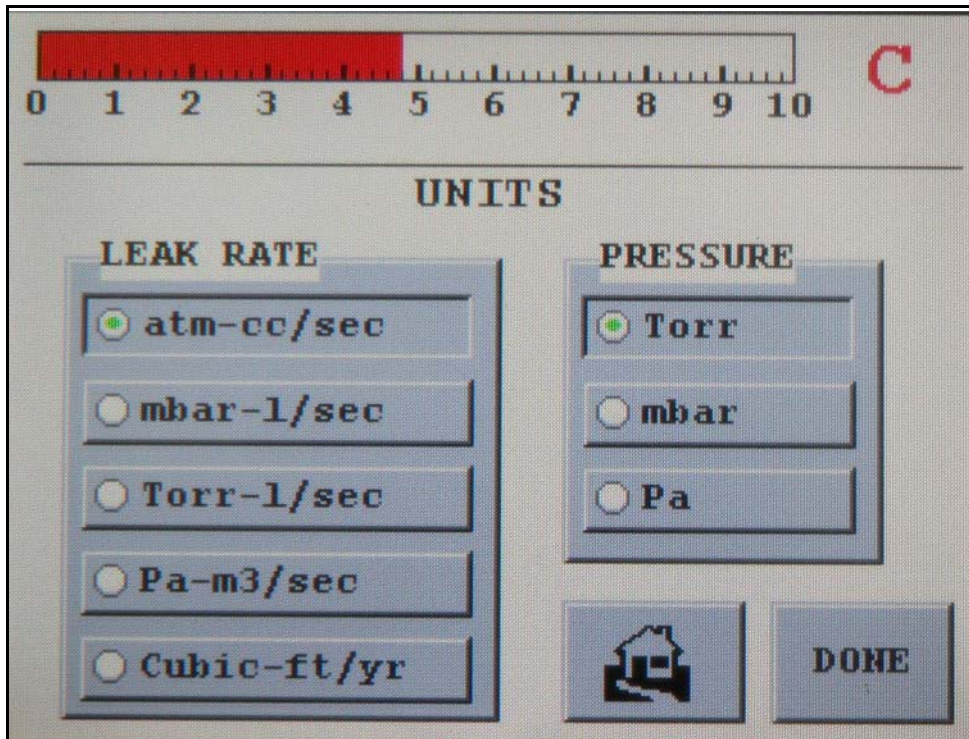 C
0 1 2 3 4 5 6 7 8 9 10
UNITS
LEAK RATE
atm-cc/sec
mbar-l/sec
Torr-l/sec
Pa-m3/sec
Cubic-ft/yr
PRESSURE
Torr
mbar
Pa
DONE